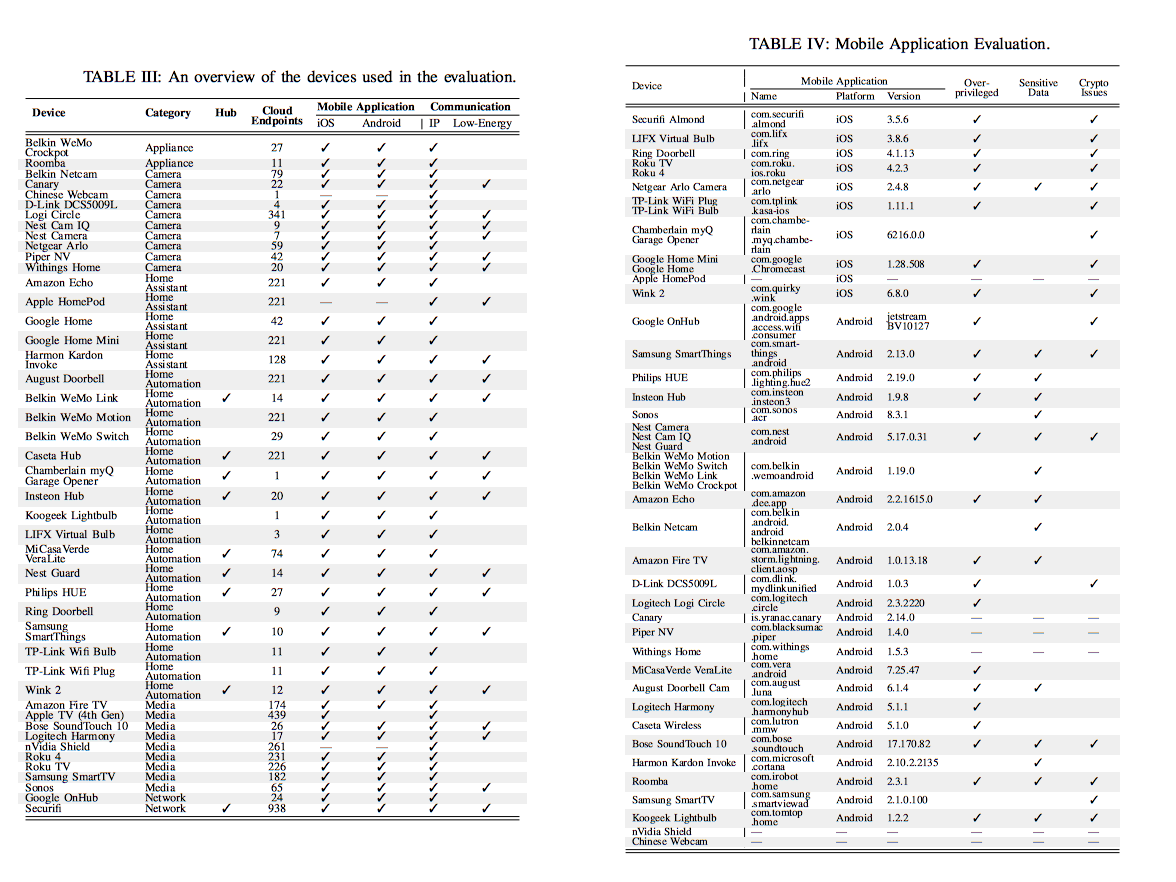 TABLE III: An overview of the devices used in the evaluation.
Device Category Hub Cloud Endpoints Mobile Application Communication
iOS Android | IP Low-Energy
Belkin WeMo Crockpot Appliance 27 ✓ ✓ ✓
Roomba Appliance 11 ✓ ✓ ✓
Belkin Netcam Camera 79 ✓ ✓ ✓
Canary Camera 22 ✓ ✓ ✓ ✓
Chinese Webcam Camera 1 — — ✓
D-Link DCS5009L Camera 4 ✓ ✓ ✓
Logi Circle Camera 341 ✓ ✓ ✓ ✓
Nest Cam IQ Camera 9 ✓ ✓ ✓ ✓
Nest Camera Camera 7 ✓ ✓ ✓ ✓
Netgear Arlo Camera 59 ✓ ✓ ✓
Piper NV Camera 42 ✓ ✓ ✓ ✓
Withings Home Camera 20 ✓ ✓ ✓ ✓
Amazon Echo Home Assistant 221 ✓ ✓ ✓
Apple HomePod Home Assistant 221 — — ✓ ✓
Google Home Home Assistant 42 ✓ ✓ ✓
Google Home Mini Home Assistant 221 ✓ ✓ ✓
Harmon Kardon Invoke Home Assistant 128 ✓ ✓ ✓ ✓
August Doorbell Home Automation 221 ✓ ✓ ✓ ✓
Belkin WeMo Link Home Automation ✓ 14 ✓ ✓ ✓ ✓
Belkin WeMo Motion Home Automation 221 ✓ ✓ ✓
Belkin WeMo Switch Home Automation 29 ✓ ✓ ✓
Caseta Hub Home Automation ✓ 221 ✓ ✓ ✓ ✓
Chamberlain myQ Garage Opener Home Automation ✓ 1 ✓ ✓ ✓ ✓
Insteon Hub Home Automation ✓ 20 ✓ ✓ ✓ ✓
Koogeek Lightbulb Home Automation 1 ✓ ✓ ✓
LIFX Virtual Bulb Home Automation 3 ✓ ✓ ✓
MiCasaVerde VeraLite Home Automation ✓ 74 ✓ ✓ ✓
Nest Guard Home Automation ✓ 14 ✓ ✓ ✓ ✓
Philips HUE Home Automation ✓ 27 ✓ ✓ ✓ ✓
Ring Doorbell Home Automation 9 ✓ ✓ ✓
Samsung SmartThings Home Automation ✓ 10 ✓ ✓ ✓ ✓
TP-Link Wifi Bulb Home Automation 11 ✓ ✓ ✓
TP-Link Wifi Plug Home Automation 11 ✓ ✓ ✓
Wink 2 Home Automation ✓ 12 ✓ ✓ ✓ ✓
Amazon Fire TV Media 174 ✓ ✓ ✓
Apple TV (4th Gen) Media 439 ✓ ✓
Bose SoundTouch 10 Media 26 ✓ ✓ ✓ ✓
Logitech Harmony Media 17 ✓ ✓ ✓ ✓
nVidia Shield Media 261 — — ✓
Roku 4 Media 231 ✓ ✓ ✓
Roku TV Media 226 ✓ ✓ ✓
Samsung SmartTV Media 182 ✓ ✓ ✓
Sonos Media 65 ✓ ✓ ✓ ✓
Google OnHub Network 24 ✓ ✓ ✓
Securifi Network ✓ 938 ✓ ✓ ✓ ✓
TABLE IV: Mobile Application Evaluation.
Device Mobile Application Over-privileged Sensitive Data Crypto Issues
Name Platform Version
Securifi Almond com.securifi .almond iOS 3.5.6 ✓ ✓
LIFX Virtual Bulb com.lifx .lifx iOS 3.8.6 ✓ ✓
Ring Doorbell com.ring iOS 4.1.13 ✓ ✓
Roku TV Roku 4 com.roku. ios.roku iOS 4.2.3 ✓ ✓
Netgear Arlo Camera com.netgear .arlo iOS 2.4.8 ✓ ✓ ✓
TP-Link WiFi Plug TP-Link WiFi Bulb com.tplink .kasa-ios iOS 1.11.1 ✓ ✓
Chamberlain myQ Garage Opener com.chambe-rlain .myq.chambe-rlain iOS 6216.0.0 ✓
Google Home Mini Google Home com.google .Chromecast iOS 1.28.508 ✓ ✓
Apple HomePod — iOS — — — —
Wink 2 com.quirky .wink iOS 6.8.0 ✓ ✓
Google OnHub com.google .android.apps .access.wifi .consumer Android jetstream BV10127 ✓ ✓
Samsung SmartThings com.smart-things .android Android 2.13.0 ✓ ✓ ✓
Philips HUE com.philips .lighting.hue2 Android 2.19.0 ✓ ✓
Insteon Hub com.insteon .insteon3 Android 1.9.8 ✓ ✓
Sonos com.sonos .acr Android 8.3.1 ✓
Nest Camera Nest Cam IQ Nest Guard com.nest .android Android 5.17.0.31 ✓ ✓ ✓
Belkin WeMo Motion Belkin WeMo Switch Belkin WeMo Link Belkin WeMo Crockpot com.belkin .wemoandroid Android 1.19.0 ✓
Amazon Echo com.amazon .dee.app Android 2.2.1615.0 ✓ ✓
Belkin Netcam com.belkin .android. android belkinnetcam Android 2.0.4 ✓
Amazon Fire TV com.amazon. storm.lightning. client.aosp Android 1.0.13.18 ✓ ✓
D-Link DCS5009L com.dlink. mydlinkunified Android 1.0.3 ✓ ✓
Logitech Logi Circle com.logitech .circle Android 2.3.2220 ✓
Canary is.yranac.canary Android 2.14.0 — — —
Piper NV com.blacksumac .piper Android 1.4.0 — — —
Withings Home com.withings .home Android 1.5.3 — — —
MiCasaVerde VeraLite com.vera .android Android 7.25.47 ✓
August Doorbell Cam com.august .luna Android 6.1.4 ✓ ✓
Logitech Harmony com.logitech .harmonyhub Android 5.1.1 ✓
Caseta Wireless com.lutron .mmw Android 5.1.0 ✓
Bose SoundTouch 10 com.bose .soundtouch Android 17.170.82 ✓ ✓ ✓
Harmon Kardon Invoke com.microsoft .cortana Android 2.10.2.2135 ✓
Roomba com.irobot .home Android 2.3.1 ✓ ✓ ✓
Samsung SmartTV com.samsung .smartviewad Android 2.1.0.100 ✓
Koogeek Lightbulb com.tomtop .home Android 1.2.2 ✓ ✓ ✓
nVidia Shield — — — — — —
Chinese Webcam — — — — — —